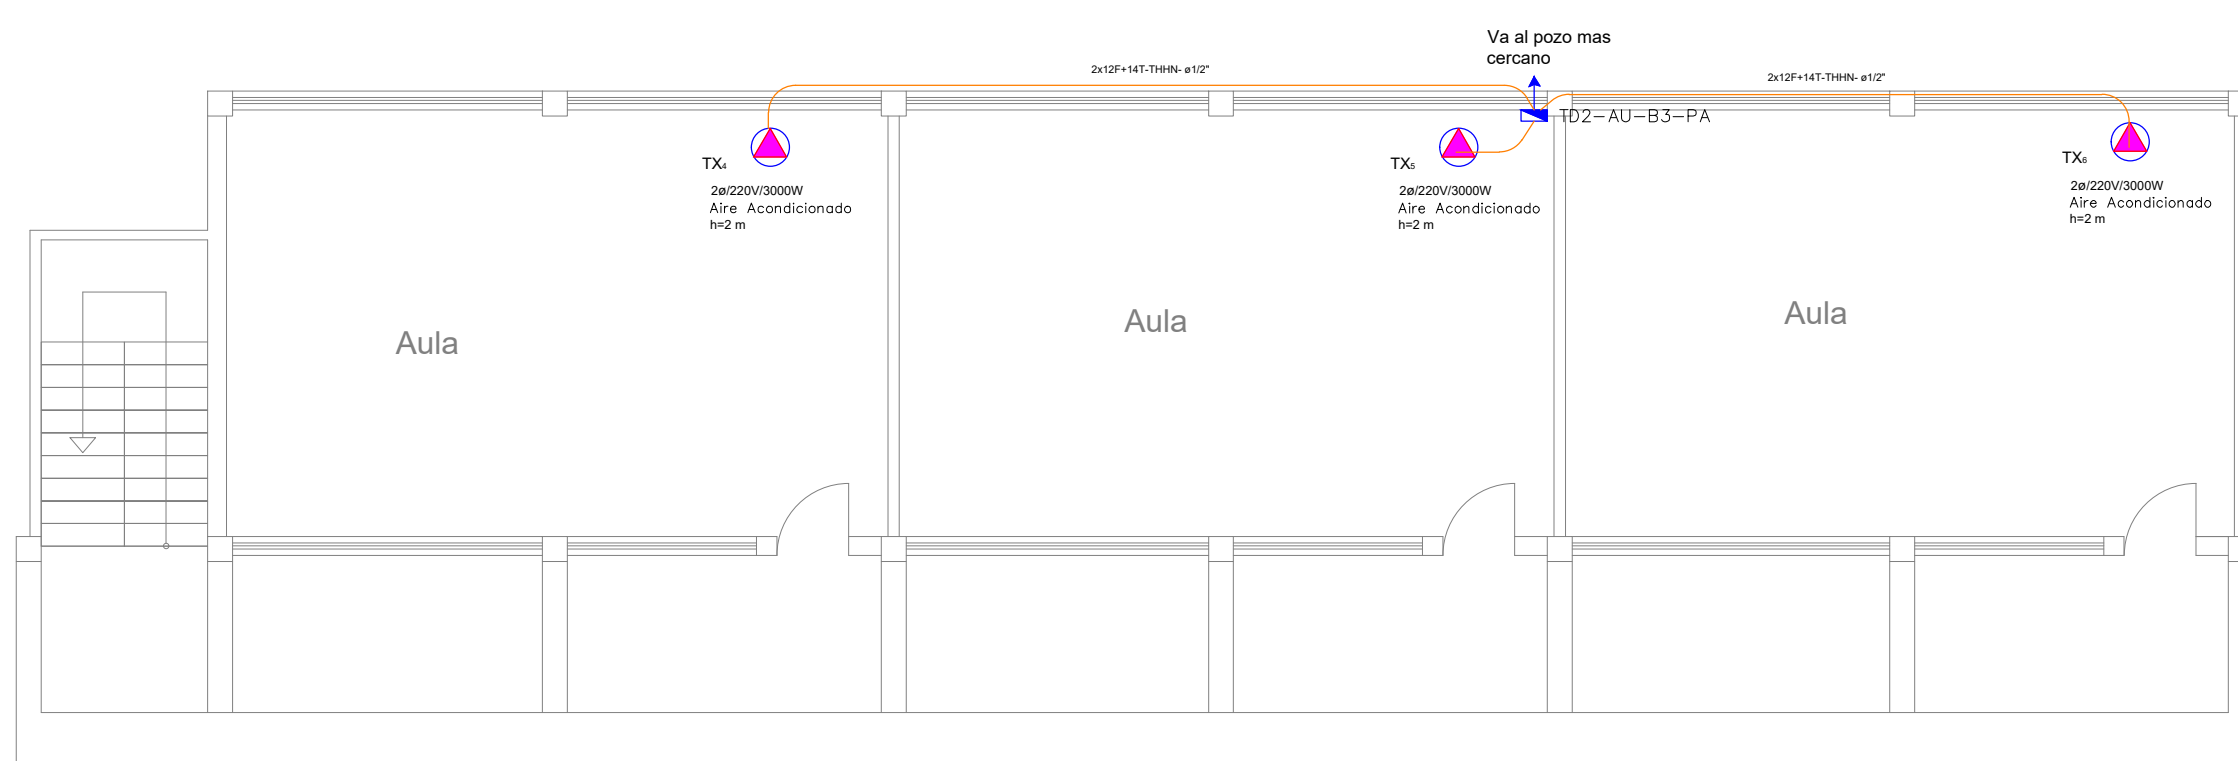 Va al pozo mas
cercano
2x12F+14T-THHN- ø1/2"
2x12F+14T-THHN- ø1/2"
TD2-AU-B3-PA
TX4
2ø/220V/3000W
Aire Acondicionado
h=2 m
TX5
2ø/220V/3000W
Aire Acondicionado
h=2 m
TX6
2ø/220V/3000W
Aire Acondicionado
h=2 m
Aula
Aula
Aula